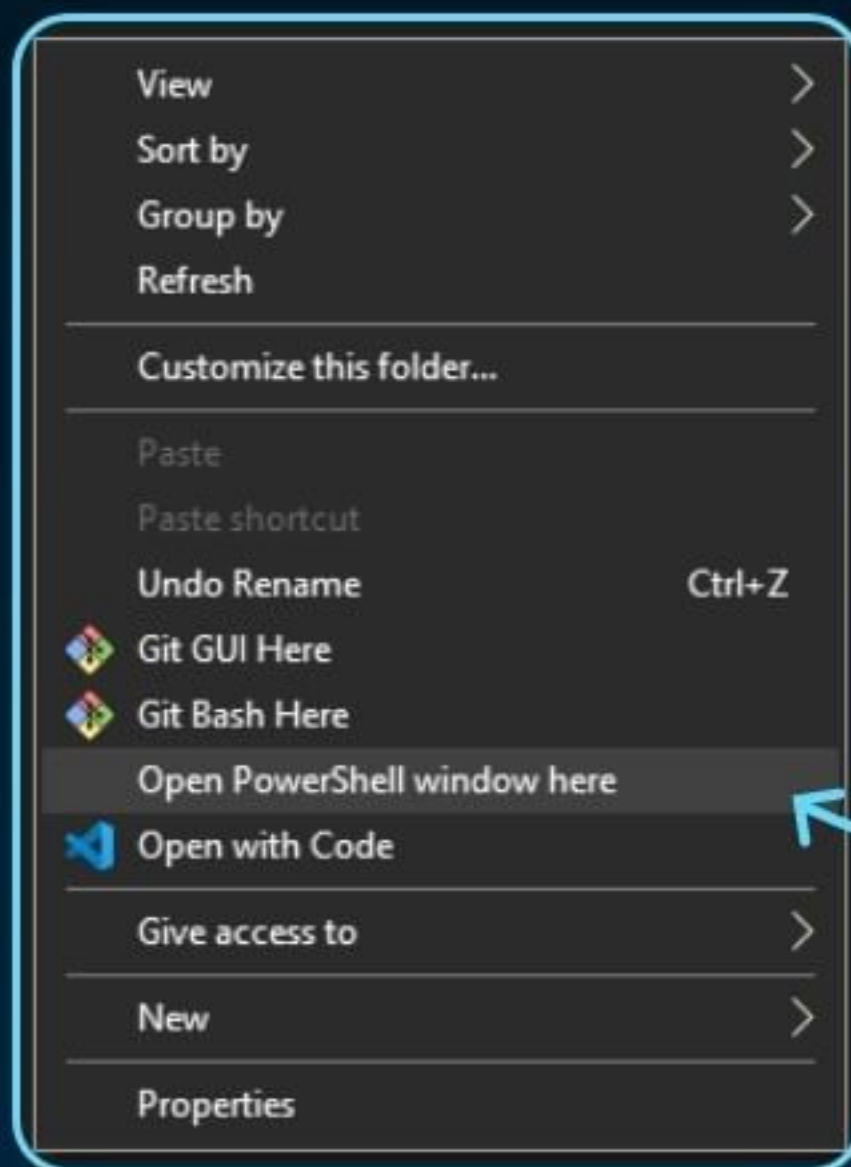 View
Sort by
Group by
Refresh
Customize this folder...
Paste
Paste shortcut
Undo Rename Ctrl+Z
Git GUI Here
Git Bash Here
Open PowerShell window here
Open with Code
Give access to
New
Properties